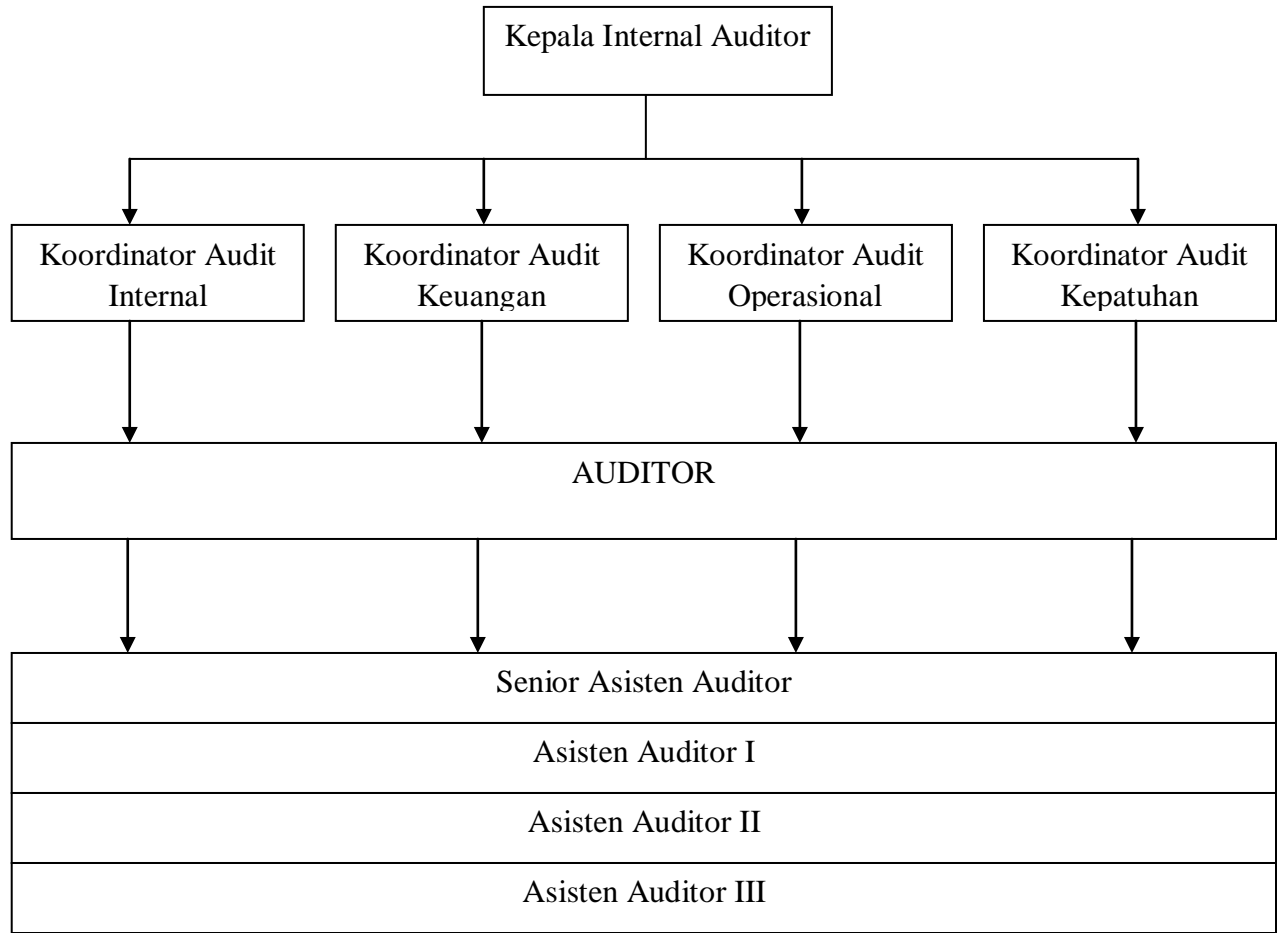 Kepala Internal Auditor
Koordinator Audit
Internal
Koordinator Audit
Keuangan
Koordinator Audit
Operasional
Koordinator Audit
Kepatuhan
AUDITOR
Senior Asisten Auditor
Asisten Auditor I
Asisten Auditor II
Asisten Auditor III